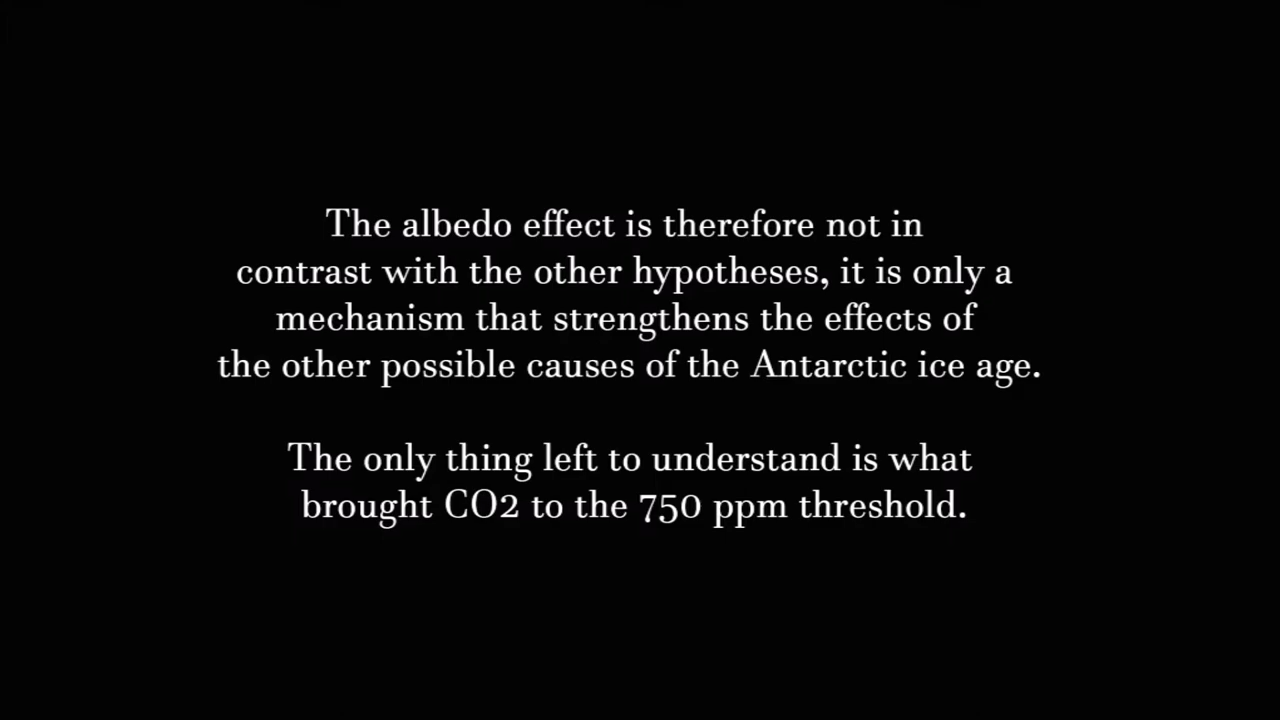 The albedo effect is therefore not in
contrast with the other hypotheses, it is only a
mechanism that strengthens the effects of
the other possible causes of the Antarctic ice age.
The only thing left to understand is what
brought CO2 to the 750 ppm threshold.